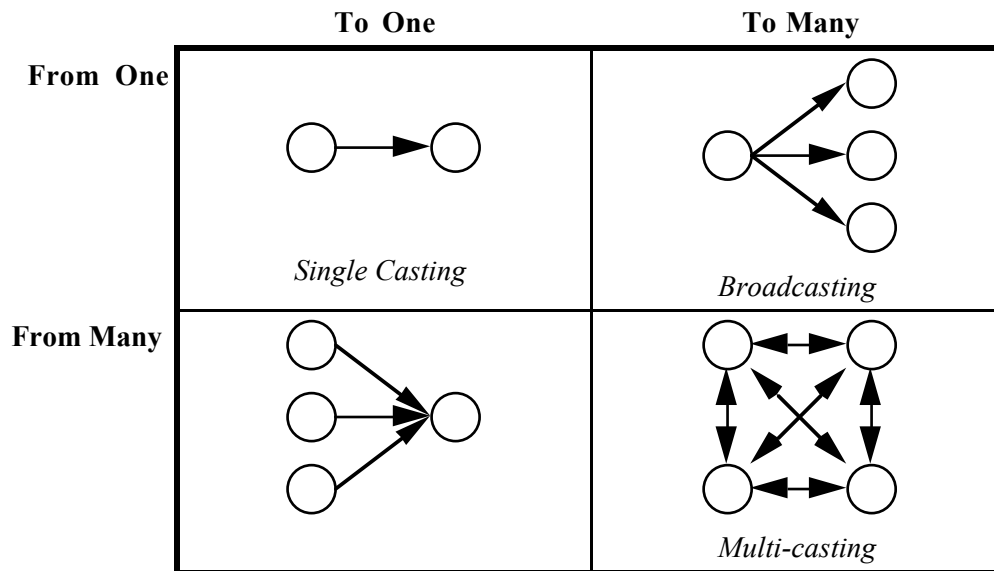 To One
To Many
From One
Single Casting
Broadcasting
From Many
Multi-casting